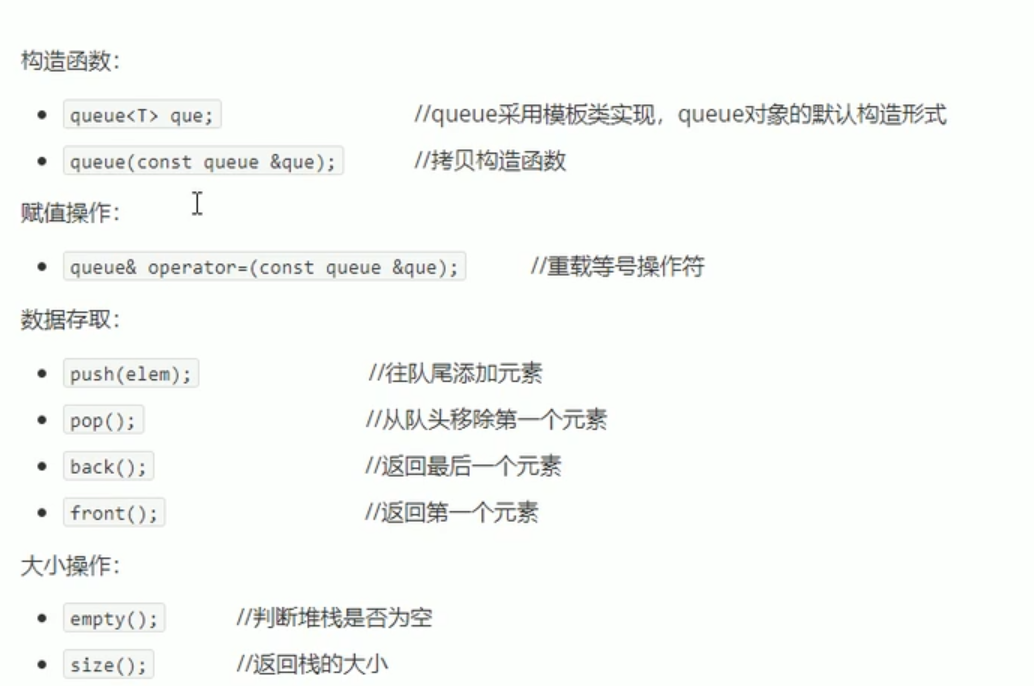 构造函数：
queue<T> que; //queue采用模板类实现，queue对象的默认构造形式
queue(const queue &que); //拷贝构造函数
赋值操作：
queue& operator=(const queue &que); //重载等号操作符
数据存取：
push(elem); //往队尾添加元素
pop(); //从队头移除第一个元素
back(); //返回最后一个元素
front(); //返回第一个元素
大小操作：
empty(); //判断堆栈是否为空
size(); //返回栈的大小